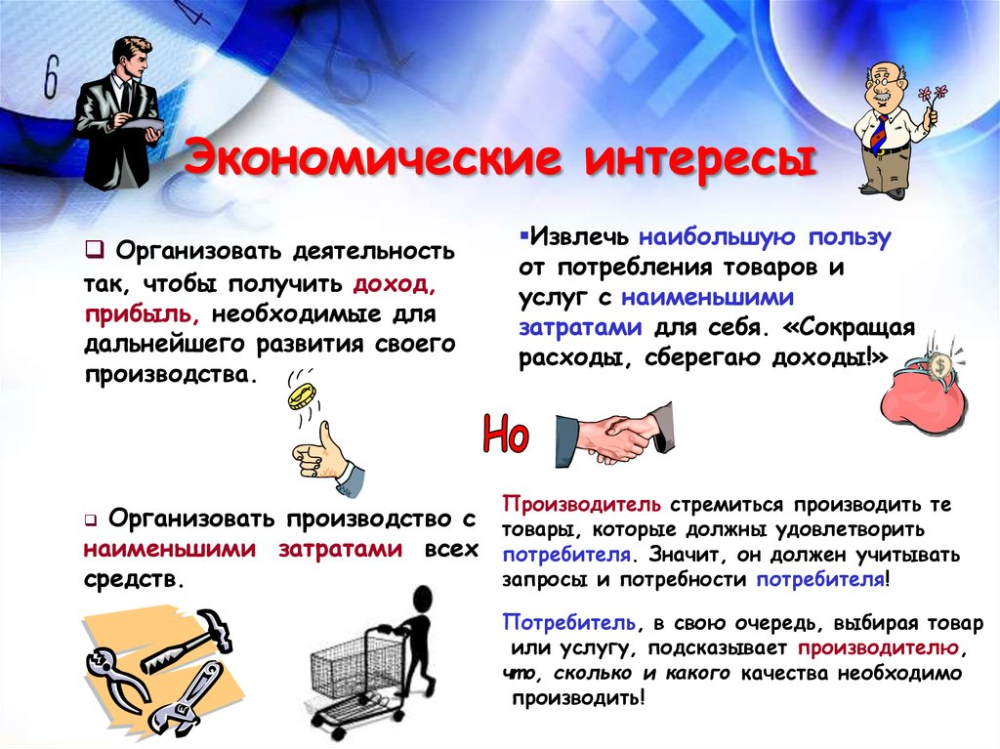 6
4
Экономические интересы
Организовать деятельность
так, чтобы получить доход,
прибыль, необходимые для
дальнейшего развития своего
производства.
Извлечь наибольшую пользу
от потребления товаров и
услуг с наименьшими
затратами для себя. «Сокращая
расходы, сберегаю доходы!»
$
Но
Организовать производство с
наименьшими затратами всех
средств.
Производитель стремиться производить те
товары, которые должны удовлетворить
потребителя. Значит, он должен учитывать
запросы и потребности потребителя!
Потребитель, в свою очередь, выбирая товар
или услугу, подсказывает производителю,
что, сколько и какого качества необходимо
производить!